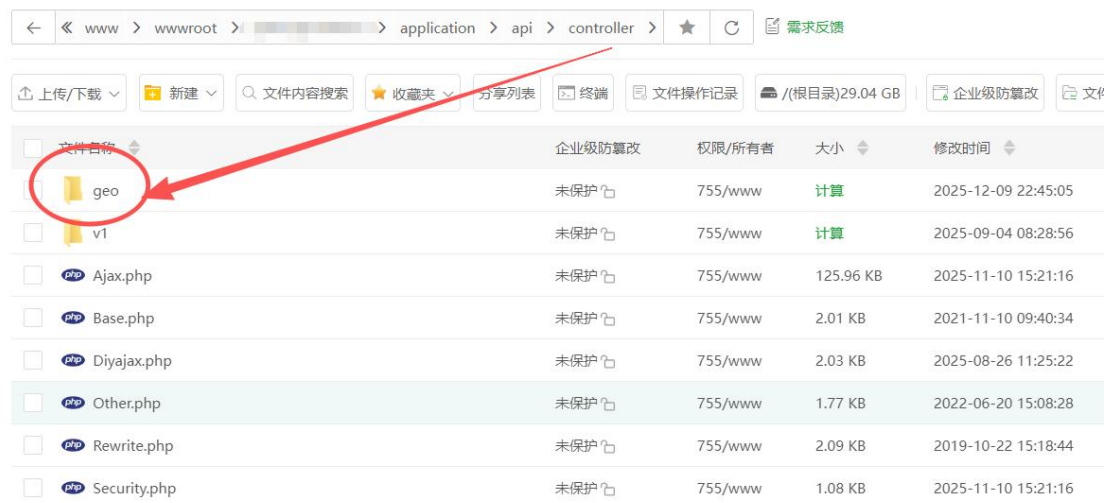 ← « www > wwwroot > > application > api > controller > 需求反馈
上传/下载 新建 文件内容搜索 收藏夹 分享列表 终端 文件操作记录 /(根目录)29.04 GB 企业级防篡改 文件
文件名称 企业级防篡改 权限/所有者 大小 修改时间
geo 未保护 755/www 计算 2025-12-09 22:45:05
v1 未保护 755/www 计算 2025-09-04 08:28:56
php Ajax.php 未保护 755/www 125.96 KB 2025-11-10 15:21:16
php Base.php 未保护 755/www 2.01 KB 2021-11-10 09:40:34
php Diyajax.php 未保护 755/www 2.03 KB 2025-08-26 11:25:22
php Other.php 未保护 755/www 1.77 KB 2022-06-20 15:08:28
php Rewrite.php 未保护 755/www 2.09 KB 2019-10-22 15:18:44
php Security.php 未保护 755/www 1.08 KB 2025-11-10 15:21:16